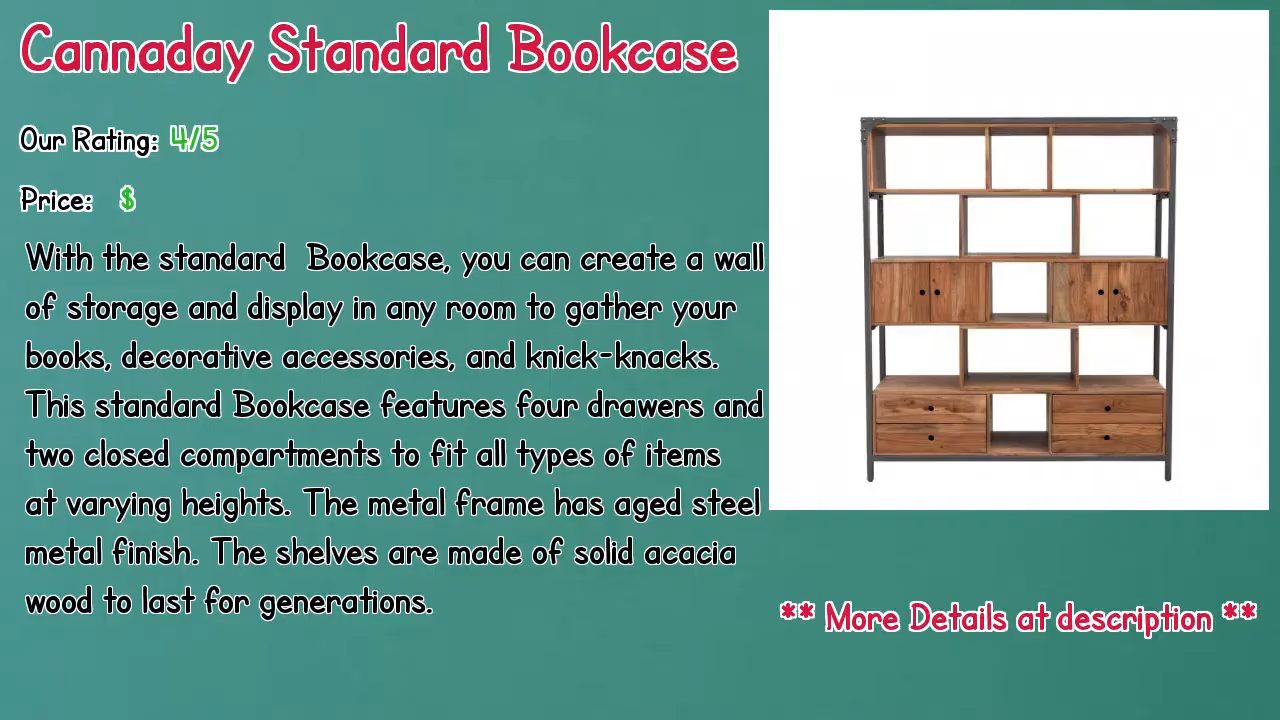 Cannaday Standard Bookcase
Our Rating: 4/5
Price: $
With the standard  Bookcase, you can create a wall
of storage and display in any room to gather your
books, decorative accessories, and knick-knacks.
This standard Bookcase features four drawers and
two closed compartments to fit all types of items
at varying heights. The metal frame has aged steel
metal finish. The shelves are made of solid acacia
wood to last for generations.
** More Details at description **